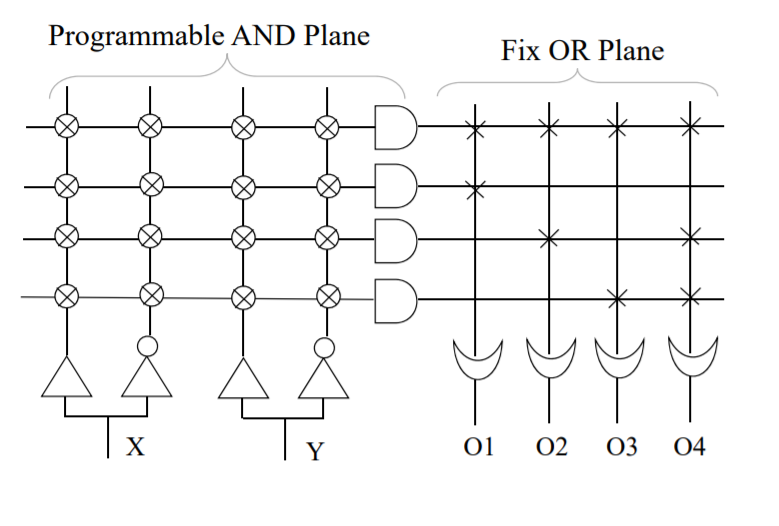 Programmable AND Plane
Fix OR Plane
X
Y
O1
O2
O3
O4